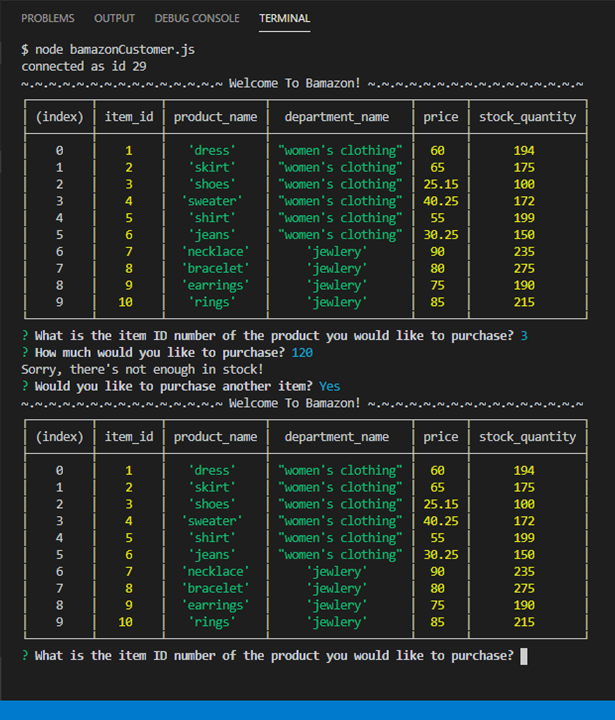 PROBLEMS OUTPUT DEBUG CONSOLE TERMINAL
$ node bamazonCustomer.js
connected as id 29
~.~.~.~.~.~.~.~.~.~.~.~.~.~.~ Welcome To Bamazon! ~.~.~.~.~.~.~.~.~.~.~.~.~.~.~.~
(index) item_id product_name department_name price stock_quantity
0 1 'dress' "women's clothing" 60 194
1 2 'skirt' "women's clothing" 65 175
2 3 'shoes' "women's clothing" 25.15 100
3 4 'sweater' "women's clothing" 40.25 172
4 5 'shirt' "women's clothing" 55 199
5 6 'jeans' "women's clothing" 30.25 150
6 7 'necklace' 'jewlery' 90 235
7 8 'bracelet' 'jewlery' 80 275
8 9 'earrings' 'jewlery' 75 190
9 10 'rings' 'jewlery' 85 215
? What is the item ID number of the product you would like to purchase? 3
? How much would you like to purchase? 120
Sorry, there's not enough in stock!
? Would you like to purchase another item? Yes
~.~.~.~.~.~.~.~.~.~.~.~.~.~.~ Welcome To Bamazon! ~.~.~.~.~.~.~.~.~.~.~.~.~.~.~.~
(index) item_id product_name department_name price stock_quantity
0 1 'dress' "women's clothing" 60 194
1 2 'skirt' "women's clothing" 65 175
2 3 'shoes' "women's clothing" 25.15 100
3 4 'sweater' "women's clothing" 40.25 172
4 5 'shirt' "women's clothing" 55 199
5 6 'jeans' "women's clothing" 30.25 150
6 7 'necklace' 'jewlery' 90 235
7 8 'bracelet' 'jewlery' 80 275
8 9 'earrings' 'jewlery' 75 190
9 10 'rings' 'jewlery' 85 215
? What is the item ID number of the product you would like to purchase?